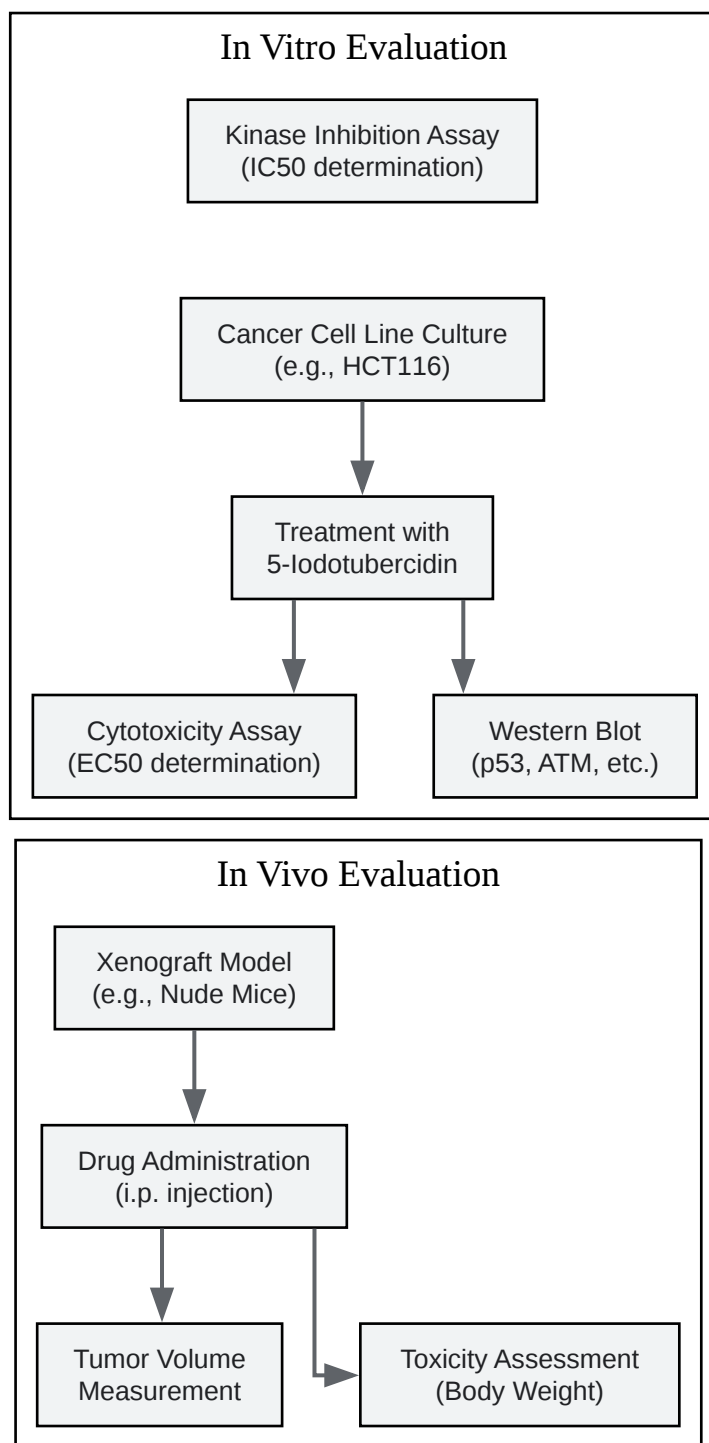 In Vitro Evaluation
Kinase Inhibition Assay
(IC50 determination)
Cancer Cell Line Culture
(e.g., HCT116)
Treatment with
5-Iodotubercidin
Cytotoxicity Assay
(EC50 determination)
Western Blot
(p53, ATM, etc.)
In Vivo Evaluation
Xenograft Model
(e.g., Nude Mice)
Drug Administration
(i.p. injection)
Tumor Volume
Measurement
Toxicity Assessment
(Body Weight)